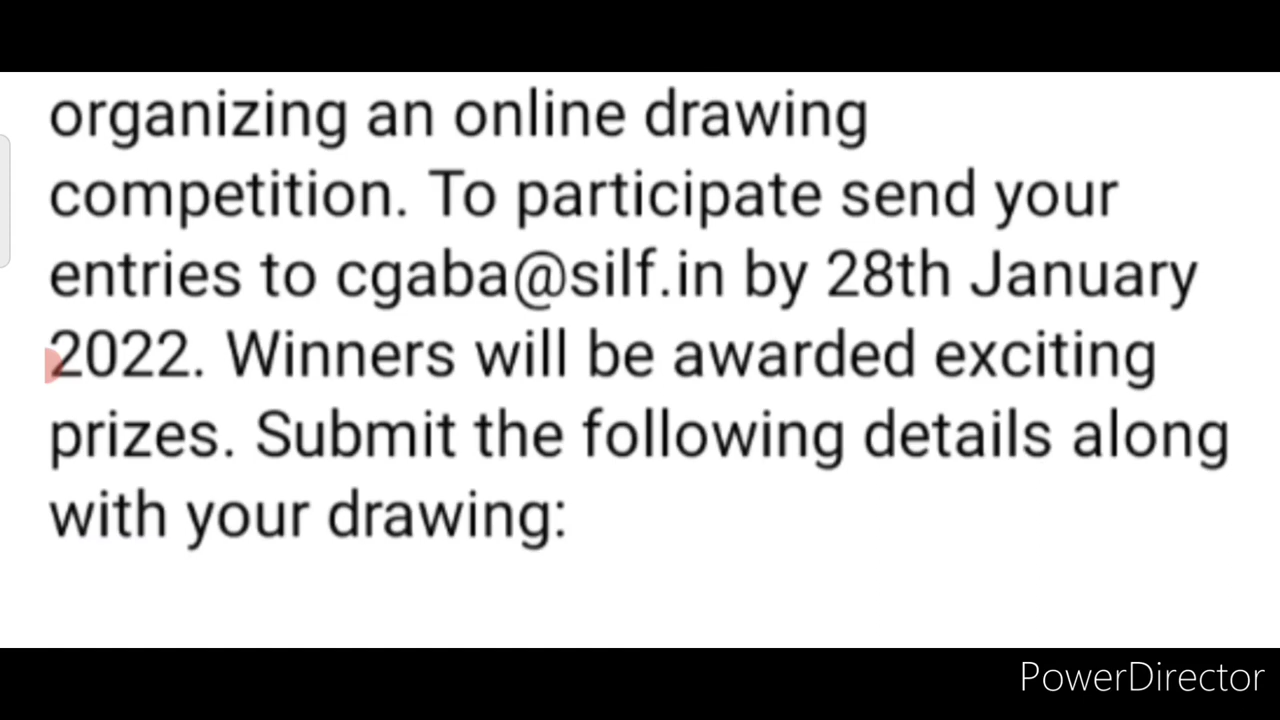 organizing an online drawing
competition. To participate send your
entries to cgaba@silf.in by 28th January
2022. Winners will be awarded exciting
prizes. Submit the following details along
with your drawing:
PowerDirector